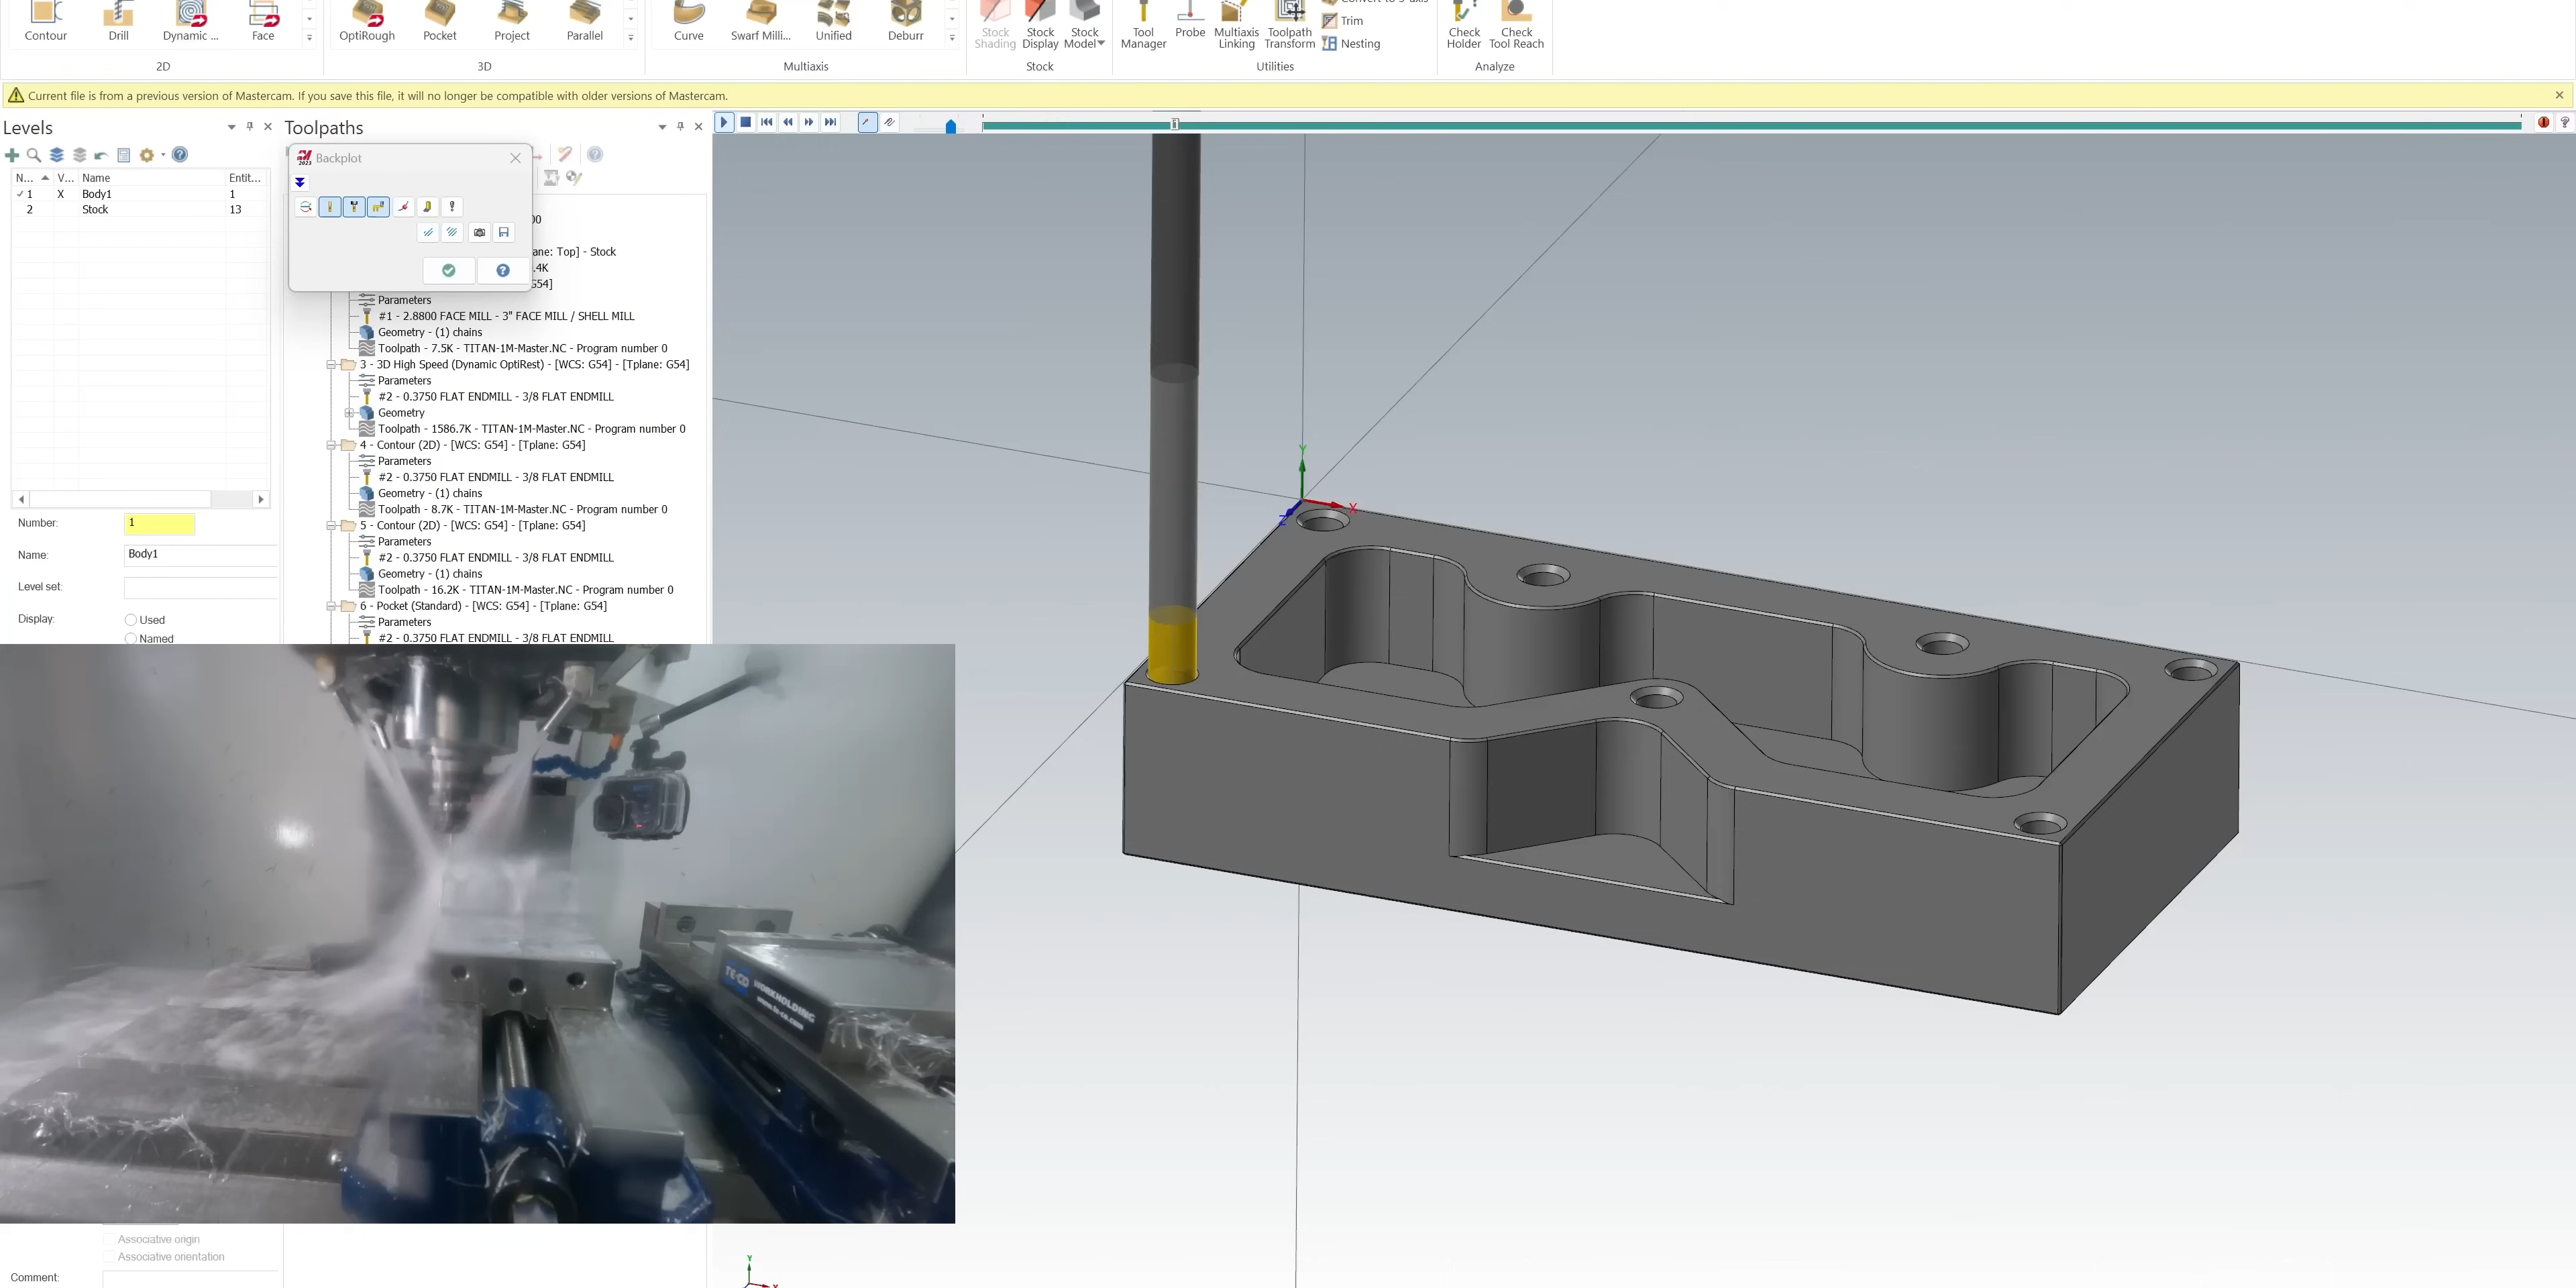 Contour
Drill
Dynamic ...
Face
OptiRough
Pocket
Project
Parallel
Curve
Swarf Milli...
Unified
Deburr
Stock Shading
Stock Display
Stock Model
Tool Manager
Probe
Multiaxis Linking
Toolpath Transform
Trim
Nesting
Check Holder
Check Tool Reach
2D
3D
Multiaxis
Stock
Utilities
Analyze
Current file is from a previous version of Mastercam. If you save this file, it will no longer be compatible with older versions of Mastercam.
Levels
N... V... Name Entit...
1 X Body1 1
2 Stock 13
Number: 1
Name: Body1
Level set:
Display:
Used
Named
Toolpaths
Backplot
00
ane: Top] - Stock
.4K
G54]
Parameters
#1 - 2.8800 FACE MILL - 3" FACE MILL / SHELL MILL
Geometry - (1) chains
Toolpath - 7.5K - TITAN-1M-Master.NC - Program number 0
3 - 3D High Speed (Dynamic OptiRest) - [WCS: G54] - [Tplane: G54]
Parameters
#2 - 0.3750 FLAT ENDMILL - 3/8 FLAT ENDMILL
Geometry
Toolpath - 1586.7K - TITAN-1M-Master.NC - Program number 0
4 - Contour (2D) - [WCS: G54] - [Tplane: G54]
Parameters
#2 - 0.3750 FLAT ENDMILL - 3/8 FLAT ENDMILL
Geometry - (1) chains
Toolpath - 8.7K - TITAN-1M-Master.NC - Program number 0
5 - Contour (2D) - [WCS: G54] - [Tplane: G54]
Parameters
#2 - 0.3750 FLAT ENDMILL - 3/8 FLAT ENDMILL
Geometry - (1) chains
Toolpath - 16.2K - TITAN-1M-Master.NC - Program number 0
6 - Pocket (Standard) - [WCS: G54] - [Tplane: G54]
Parameters
#2 - 0.3750 FLAT ENDMILL - 3/8 FLAT ENDMILL
Y
X
Z
TE-CO
WORKHOLDING
www.te-co.com
Associative origin
Associative orientation
Comment:
Y
X